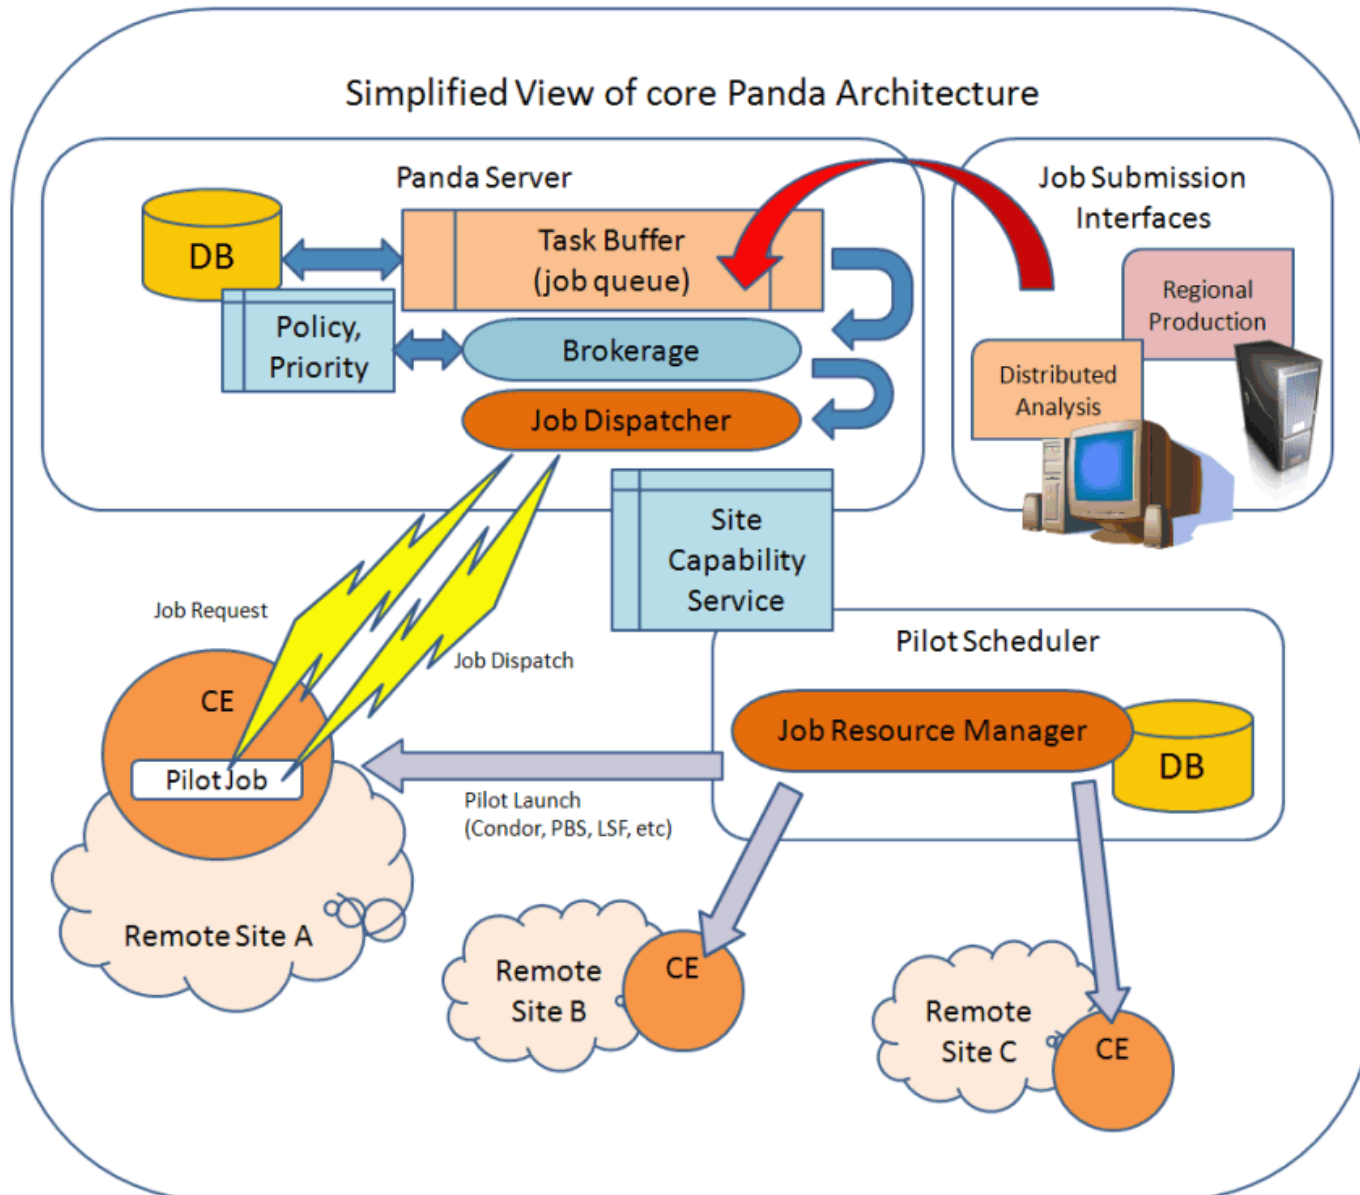 Simplified View of core Panda Architecture
Panda Server
DB
Task Buffer
(job queue)
Policy,
Priority
Brokerage
Job Dispatcher
Job Submission
Interfaces
Regional
Production
Distributed
Analysis
Site
Capability
Service
Job Request
Job Dispatch
CE
Pilot Job
Remote Site A
Pilot Launch
(Condor, PBS, LSF, etc)
Pilot Scheduler
Job Resource Manager
DB
Remote
Site B
CE
Remote
Site C
CE